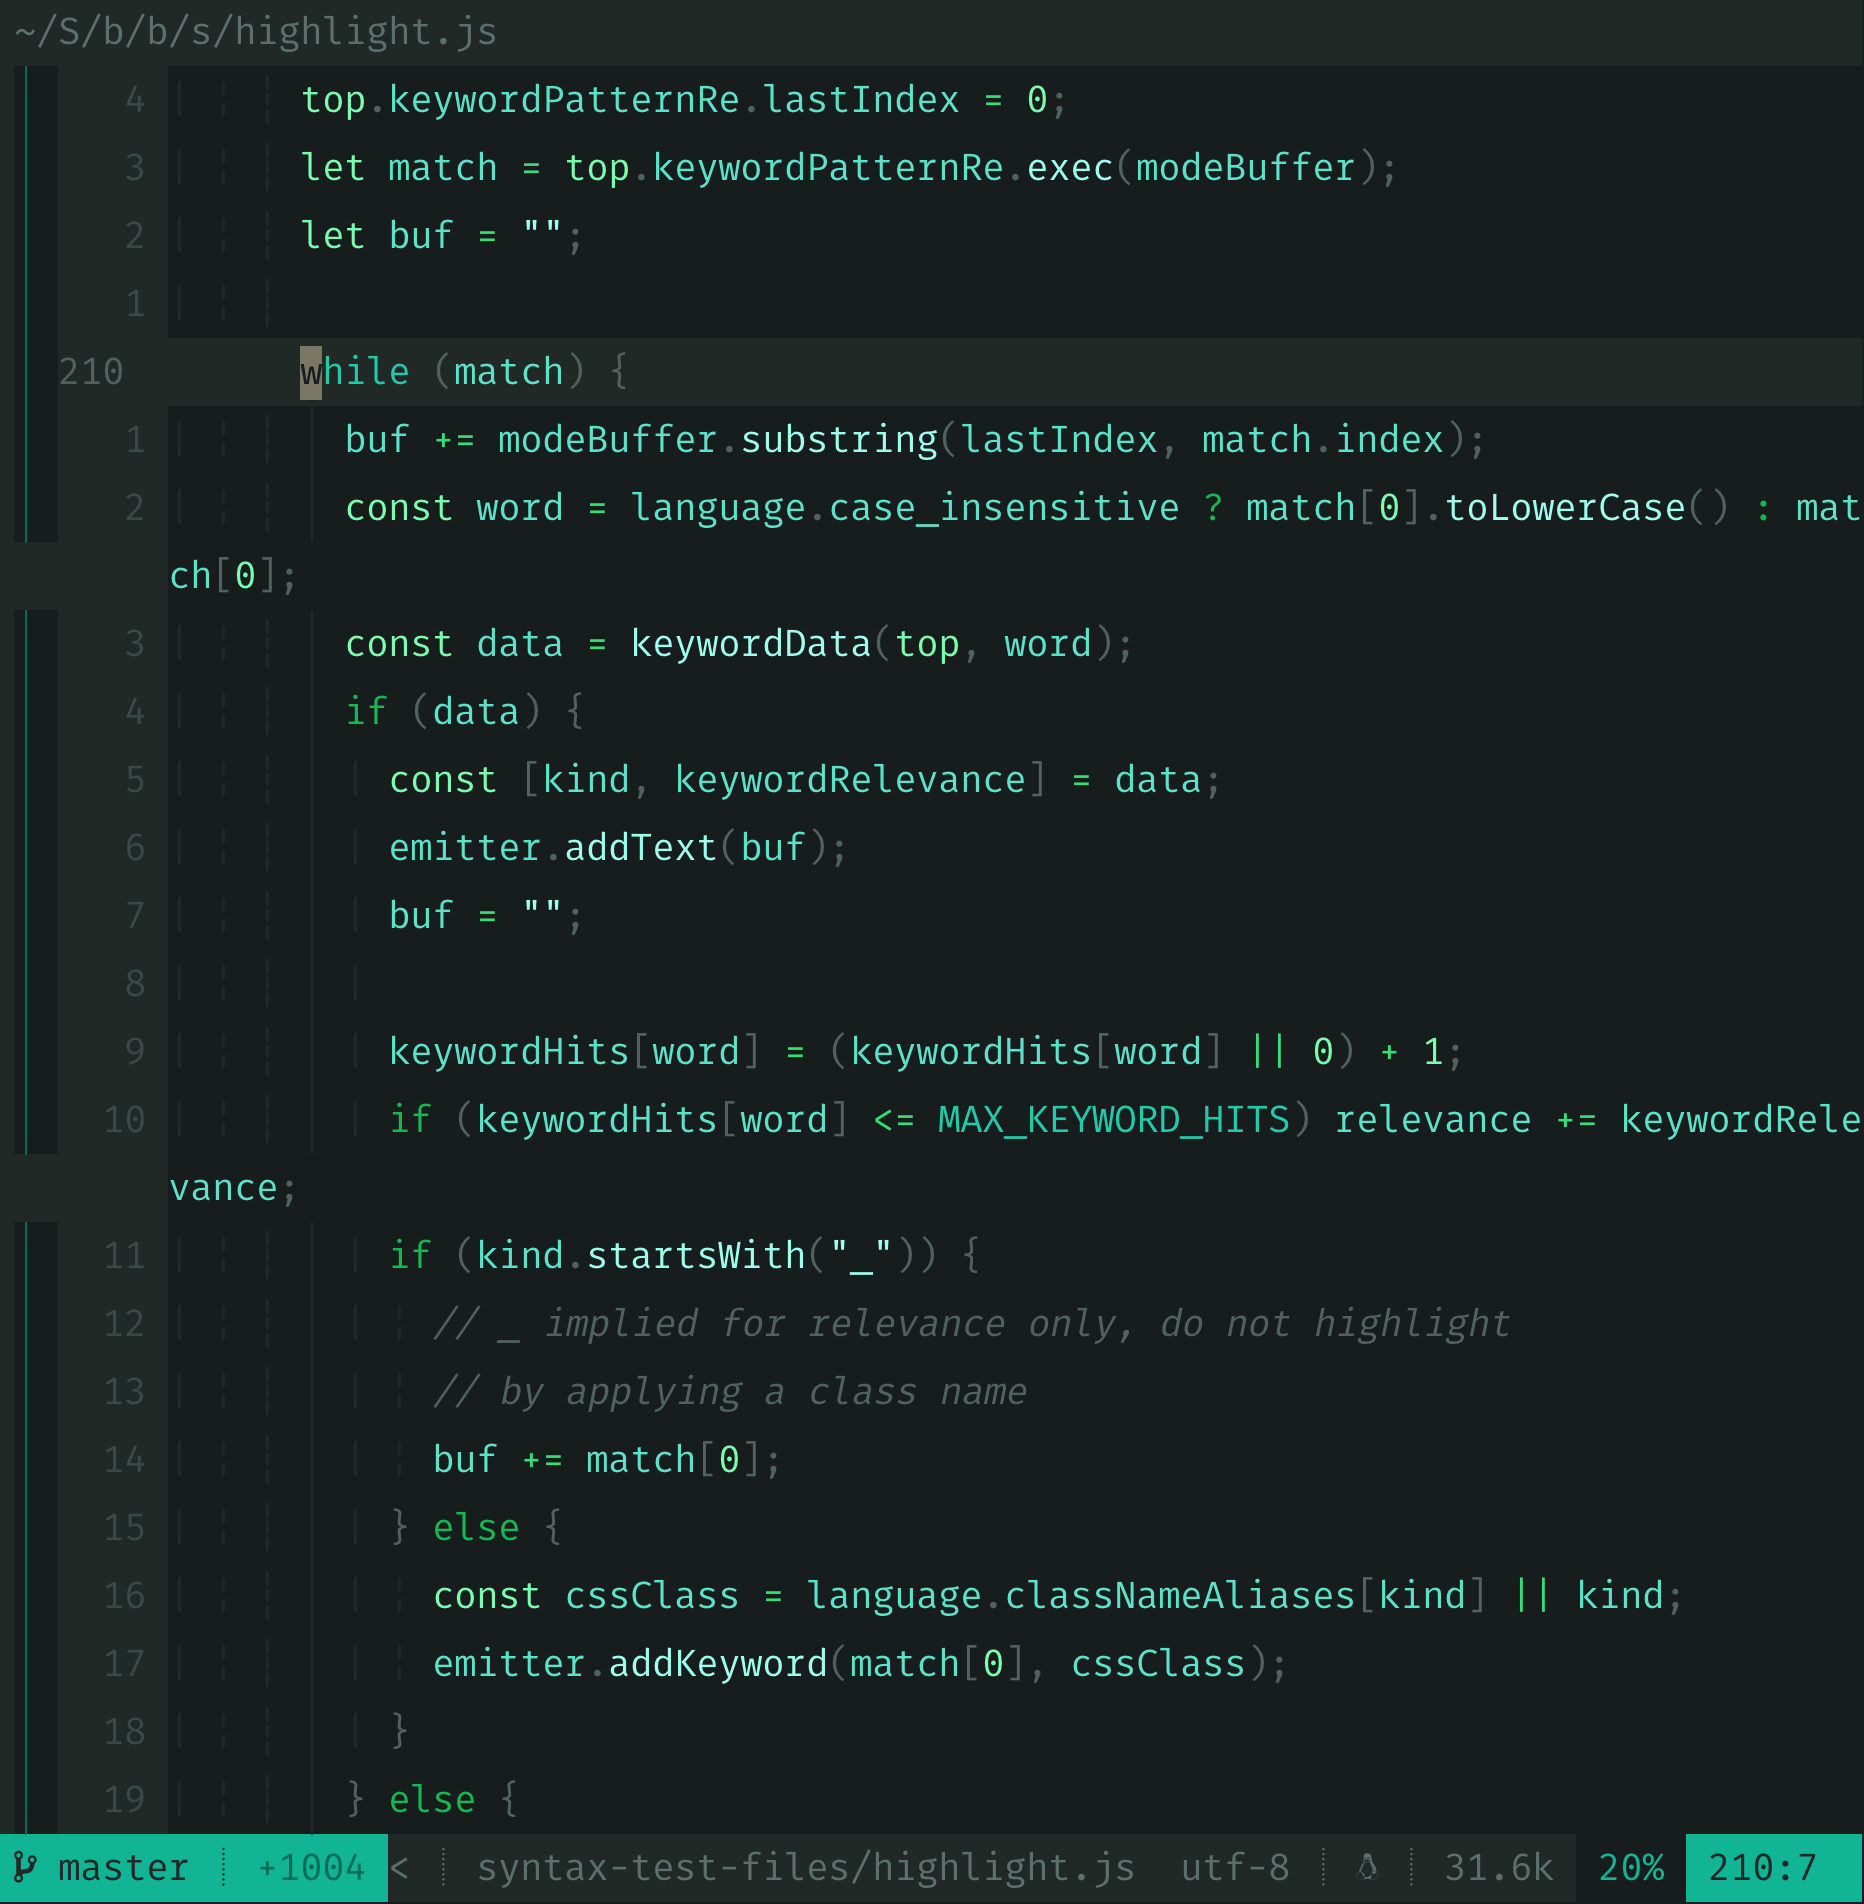 ~/S/b/b/s/highlight.js
4 top.keywordPatternRe.lastIndex = 0;
3 let match = top.keywordPatternRe.exec(modeBuffer);
2 let buf = "";
1
210 while (match) {
1 buf += modeBuffer.substring(lastIndex, match.index);
2 const word = language.case_insensitive ? match[0].toLowerCase() : mat
ch[0];
3 const data = keywordData(top, word);
4 if (data) {
5 const [kind, keywordRelevance] = data;
6 emitter.addText(buf);
7 buf = "";
8
9 keywordHits[word] = (keywordHits[word] || 0) + 1;
10 if (keywordHits[word] <= MAX_KEYWORD_HITS) relevance += keywordRele
vance;
11 if (kind.startsWith("_")) {
12 // _ implied for relevance only, do not highlight
13 // by applying a class name
14 buf += match[0];
15 } else {
16 const cssClass = language.classNameAliases[kind] || kind;
17 emitter.addKeyword(match[0], cssClass);
18 }
19 } else {
master +1004 < syntax-test-files/highlight.js utf-8 31.6k 20% 210:7